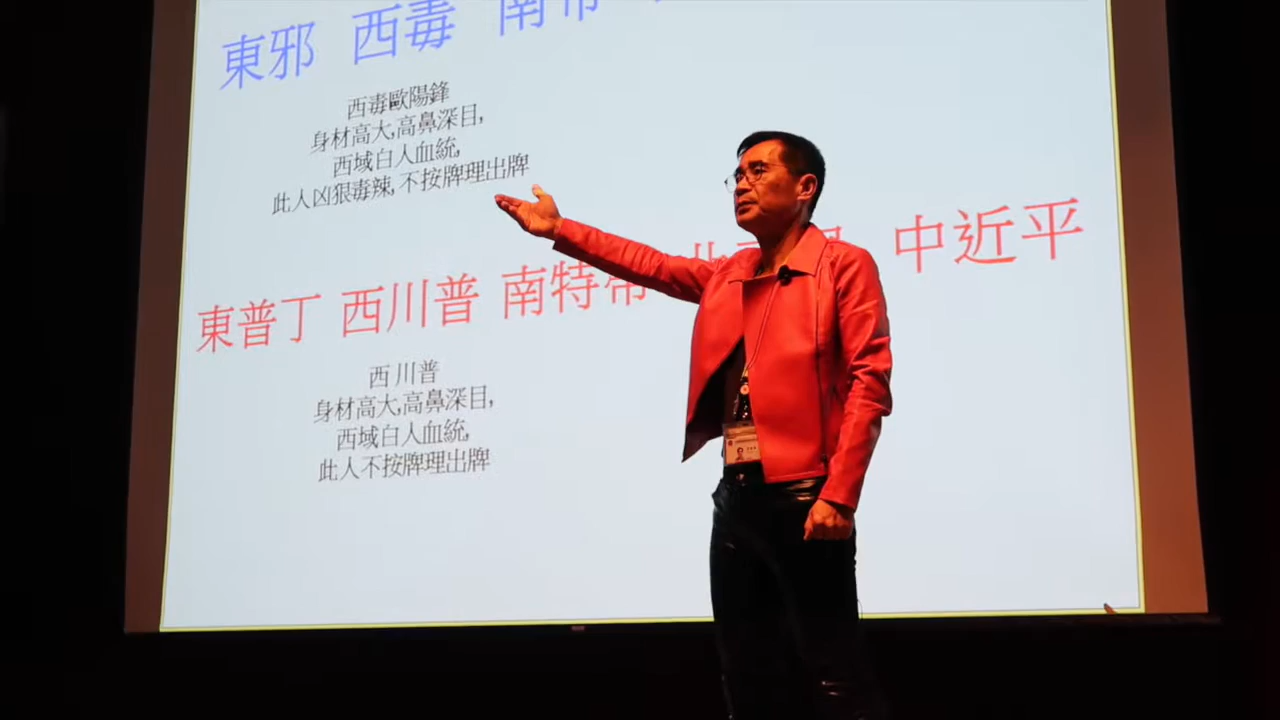 東邪 西毒 南帝
西毒歐陽鋒
身材高大,高鼻深目,
西域白人血統,
此人凶狠毒辣, 不按牌理出牌
東普丁 西川普 南特帝 中近平
西 川普
身材高大,高鼻深目,
西域白人血統,
此人不按牌理出牌